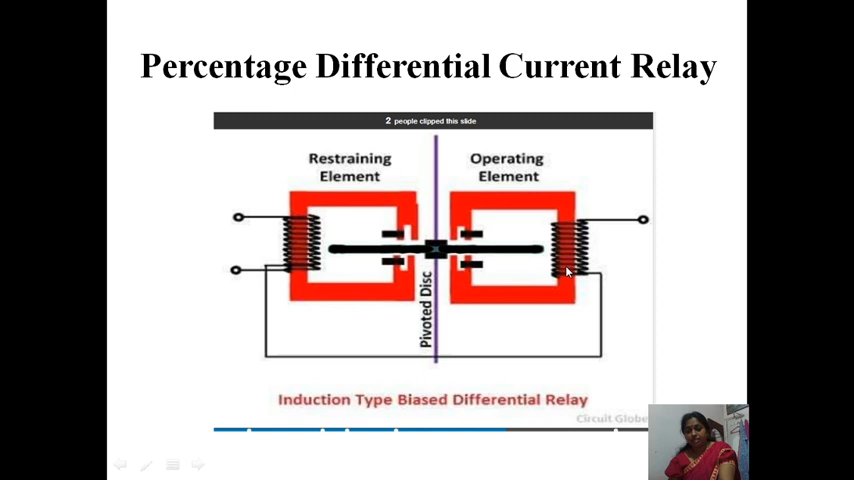 Percentage Differential Current Relay
2 people clipped this slide
Restraining
Element
Operating
Element
Pivoted Disc
Induction Type Biased Differential Relay
Circuit Globe